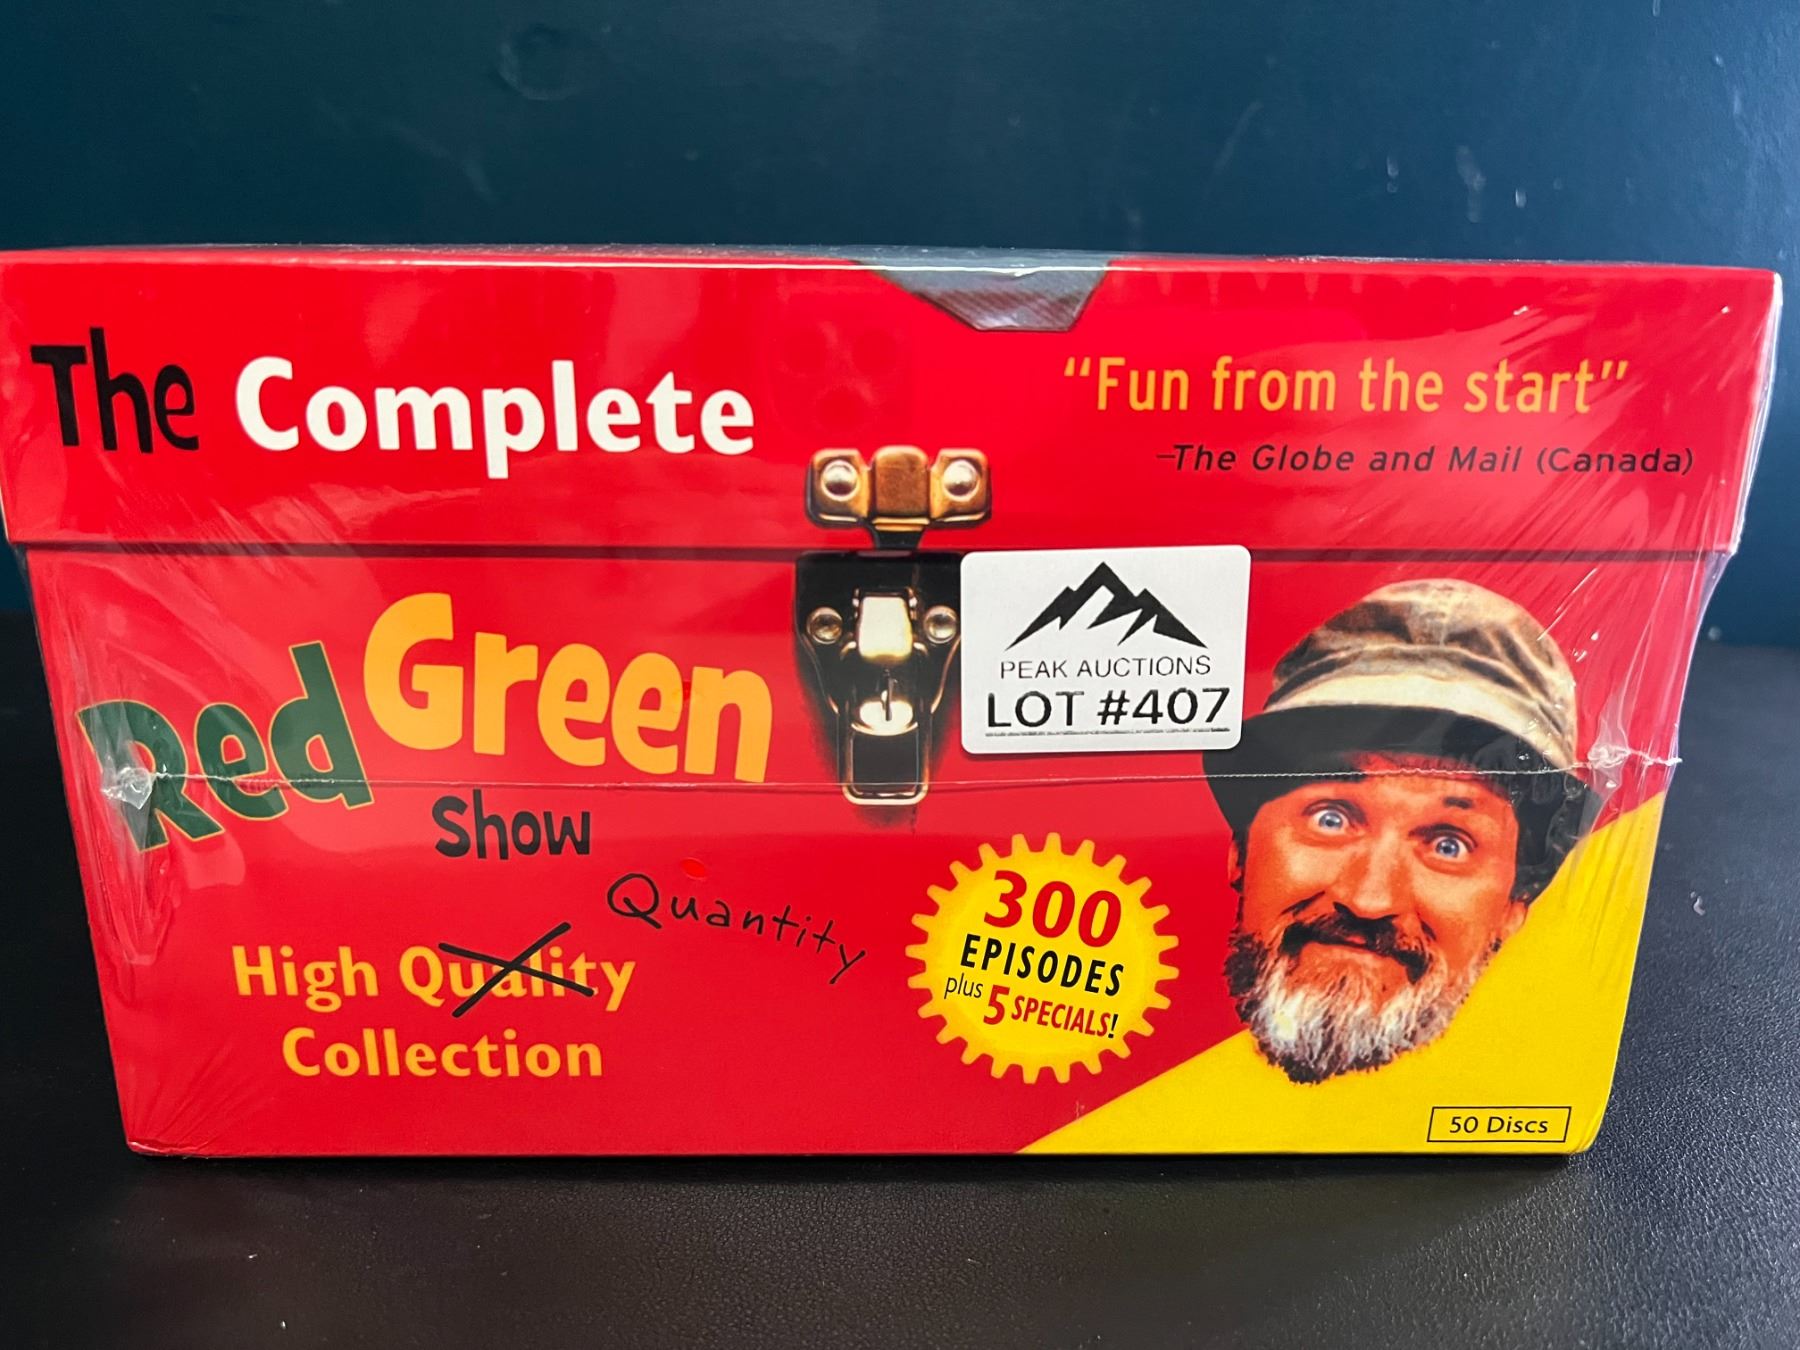 The Complete
"Fun from the start"
–The Globe and Mail (Canada)
PEAK AUCTIONS
LOT #407
Red Green
Show
Quantity
High Quality
Collection
300
EPISODES
plus 5 SPECIALS!
50 Discs